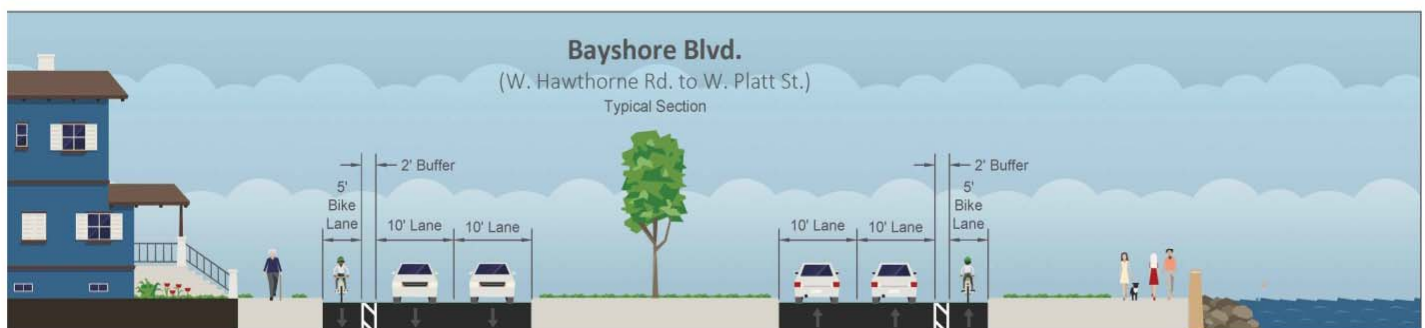 Bayshore Blvd.
(W. Hawthorne Rd. to W. Platt St.)
Typical Section
2' Buffer
5'
Bike
Lane
10' Lane
10' Lane
10' Lane
10' Lane
2' Buffer
5'
Bike
Lane